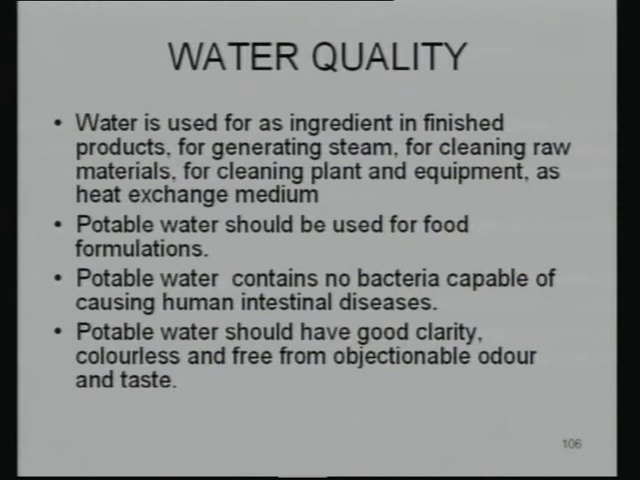 WATER QUALITY
• Water is used for as ingredient in finished
products, for generating steam, for cleaning raw
materials, for cleaning plant and equipment, as
heat exchange medium
• Potable water should be used for food
formulations.
• Potable water contains no bacteria capable of
causing human intestinal diseases.
• Potable water should have good clarity,
colourless and free from objectionable odour
and taste.
106